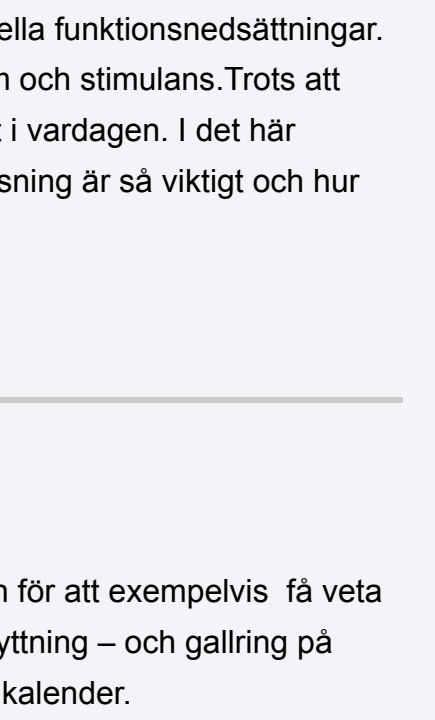 ella funktionsnedsättningar.
och stimulans.Trots att
i vardagen. I det här
sning är så viktigt och hur
för att exempelvis  få veta
yttning – och gallring på
kalender.